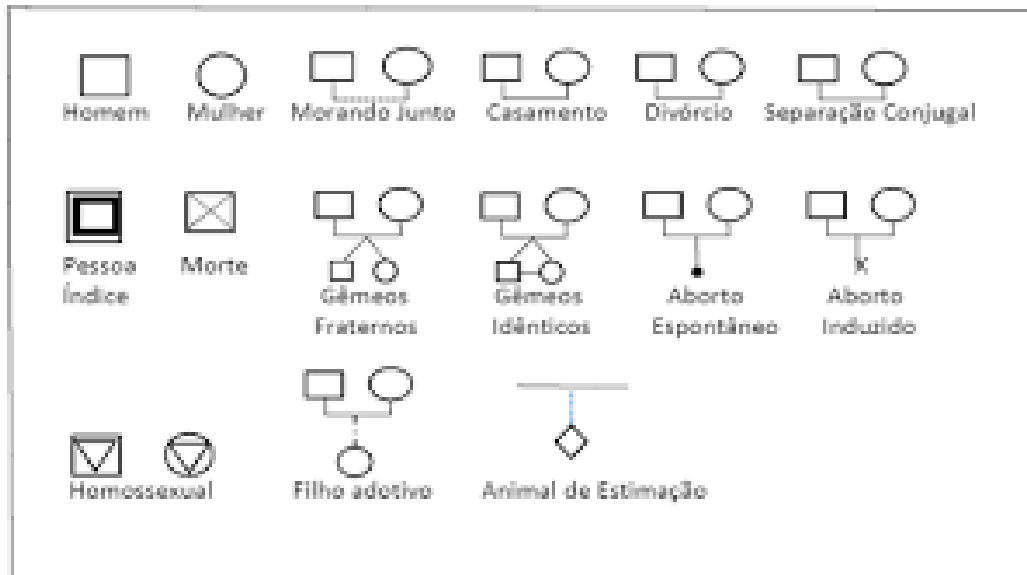 Homem Mulher Morando Junto Casamento Divórcio Separação Conjugal
Pessoa Índice
Morte
Gêmeos Fraternos
Gêmeos Idênticos
X
Aborto Espontâneo
Aborto Induzido
Homossexual Filho adotivo Animal de Estimação